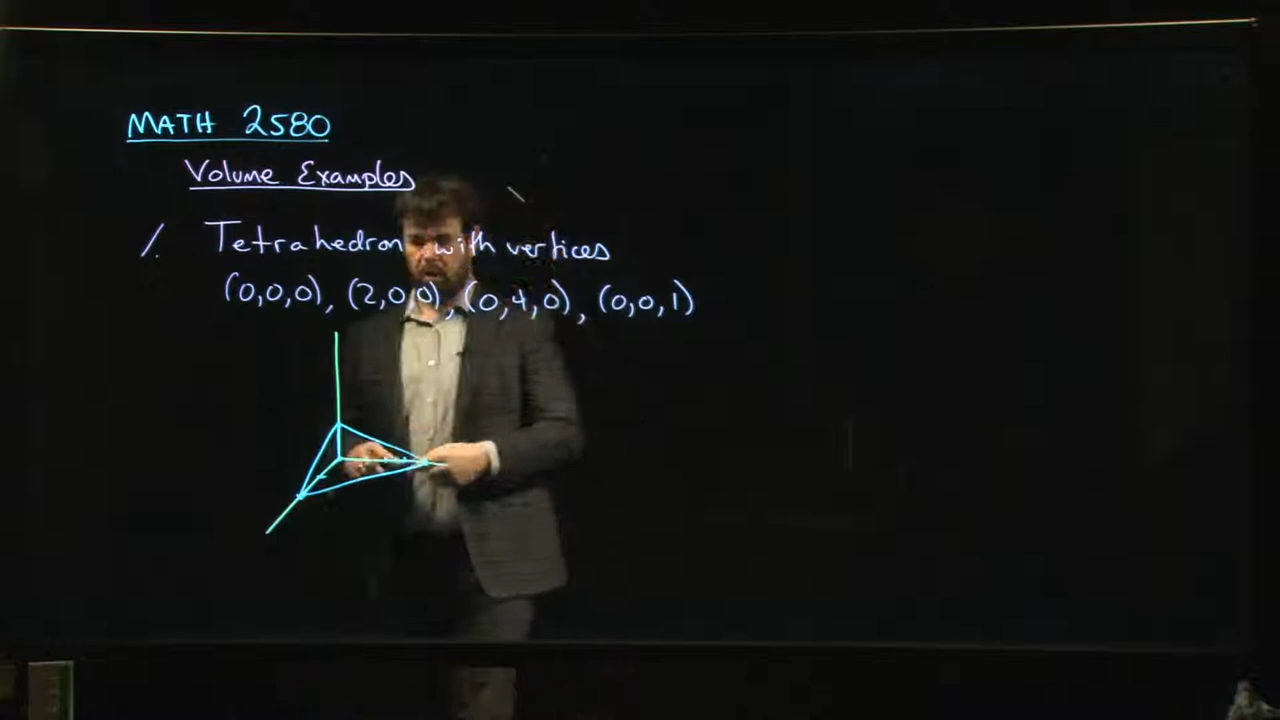 MATH 2580
Volume Examples
1. Tetrahedron with vertices
(0,0,0), (2,0,0), (0,4,0), (0,0,1)